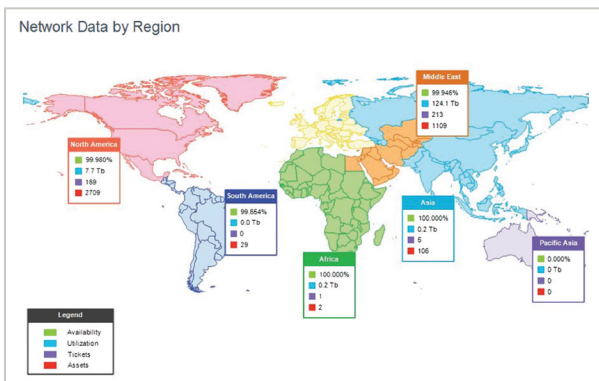 Network Data by Region
Middle East
99.946%
124.1 Tb
213
1109
North America
99.980%
7.7 Tb
169
2709
South America
99.664%
0.0 Tb
0
29
Asia
100.000%
0.2 Tb
6
106
Pacific Asia
0.000%
0 Tb
0
0
Africa
100.000%
0.2 Tb
1
2
Legend
Availability
Utilization
Tickets
Assets